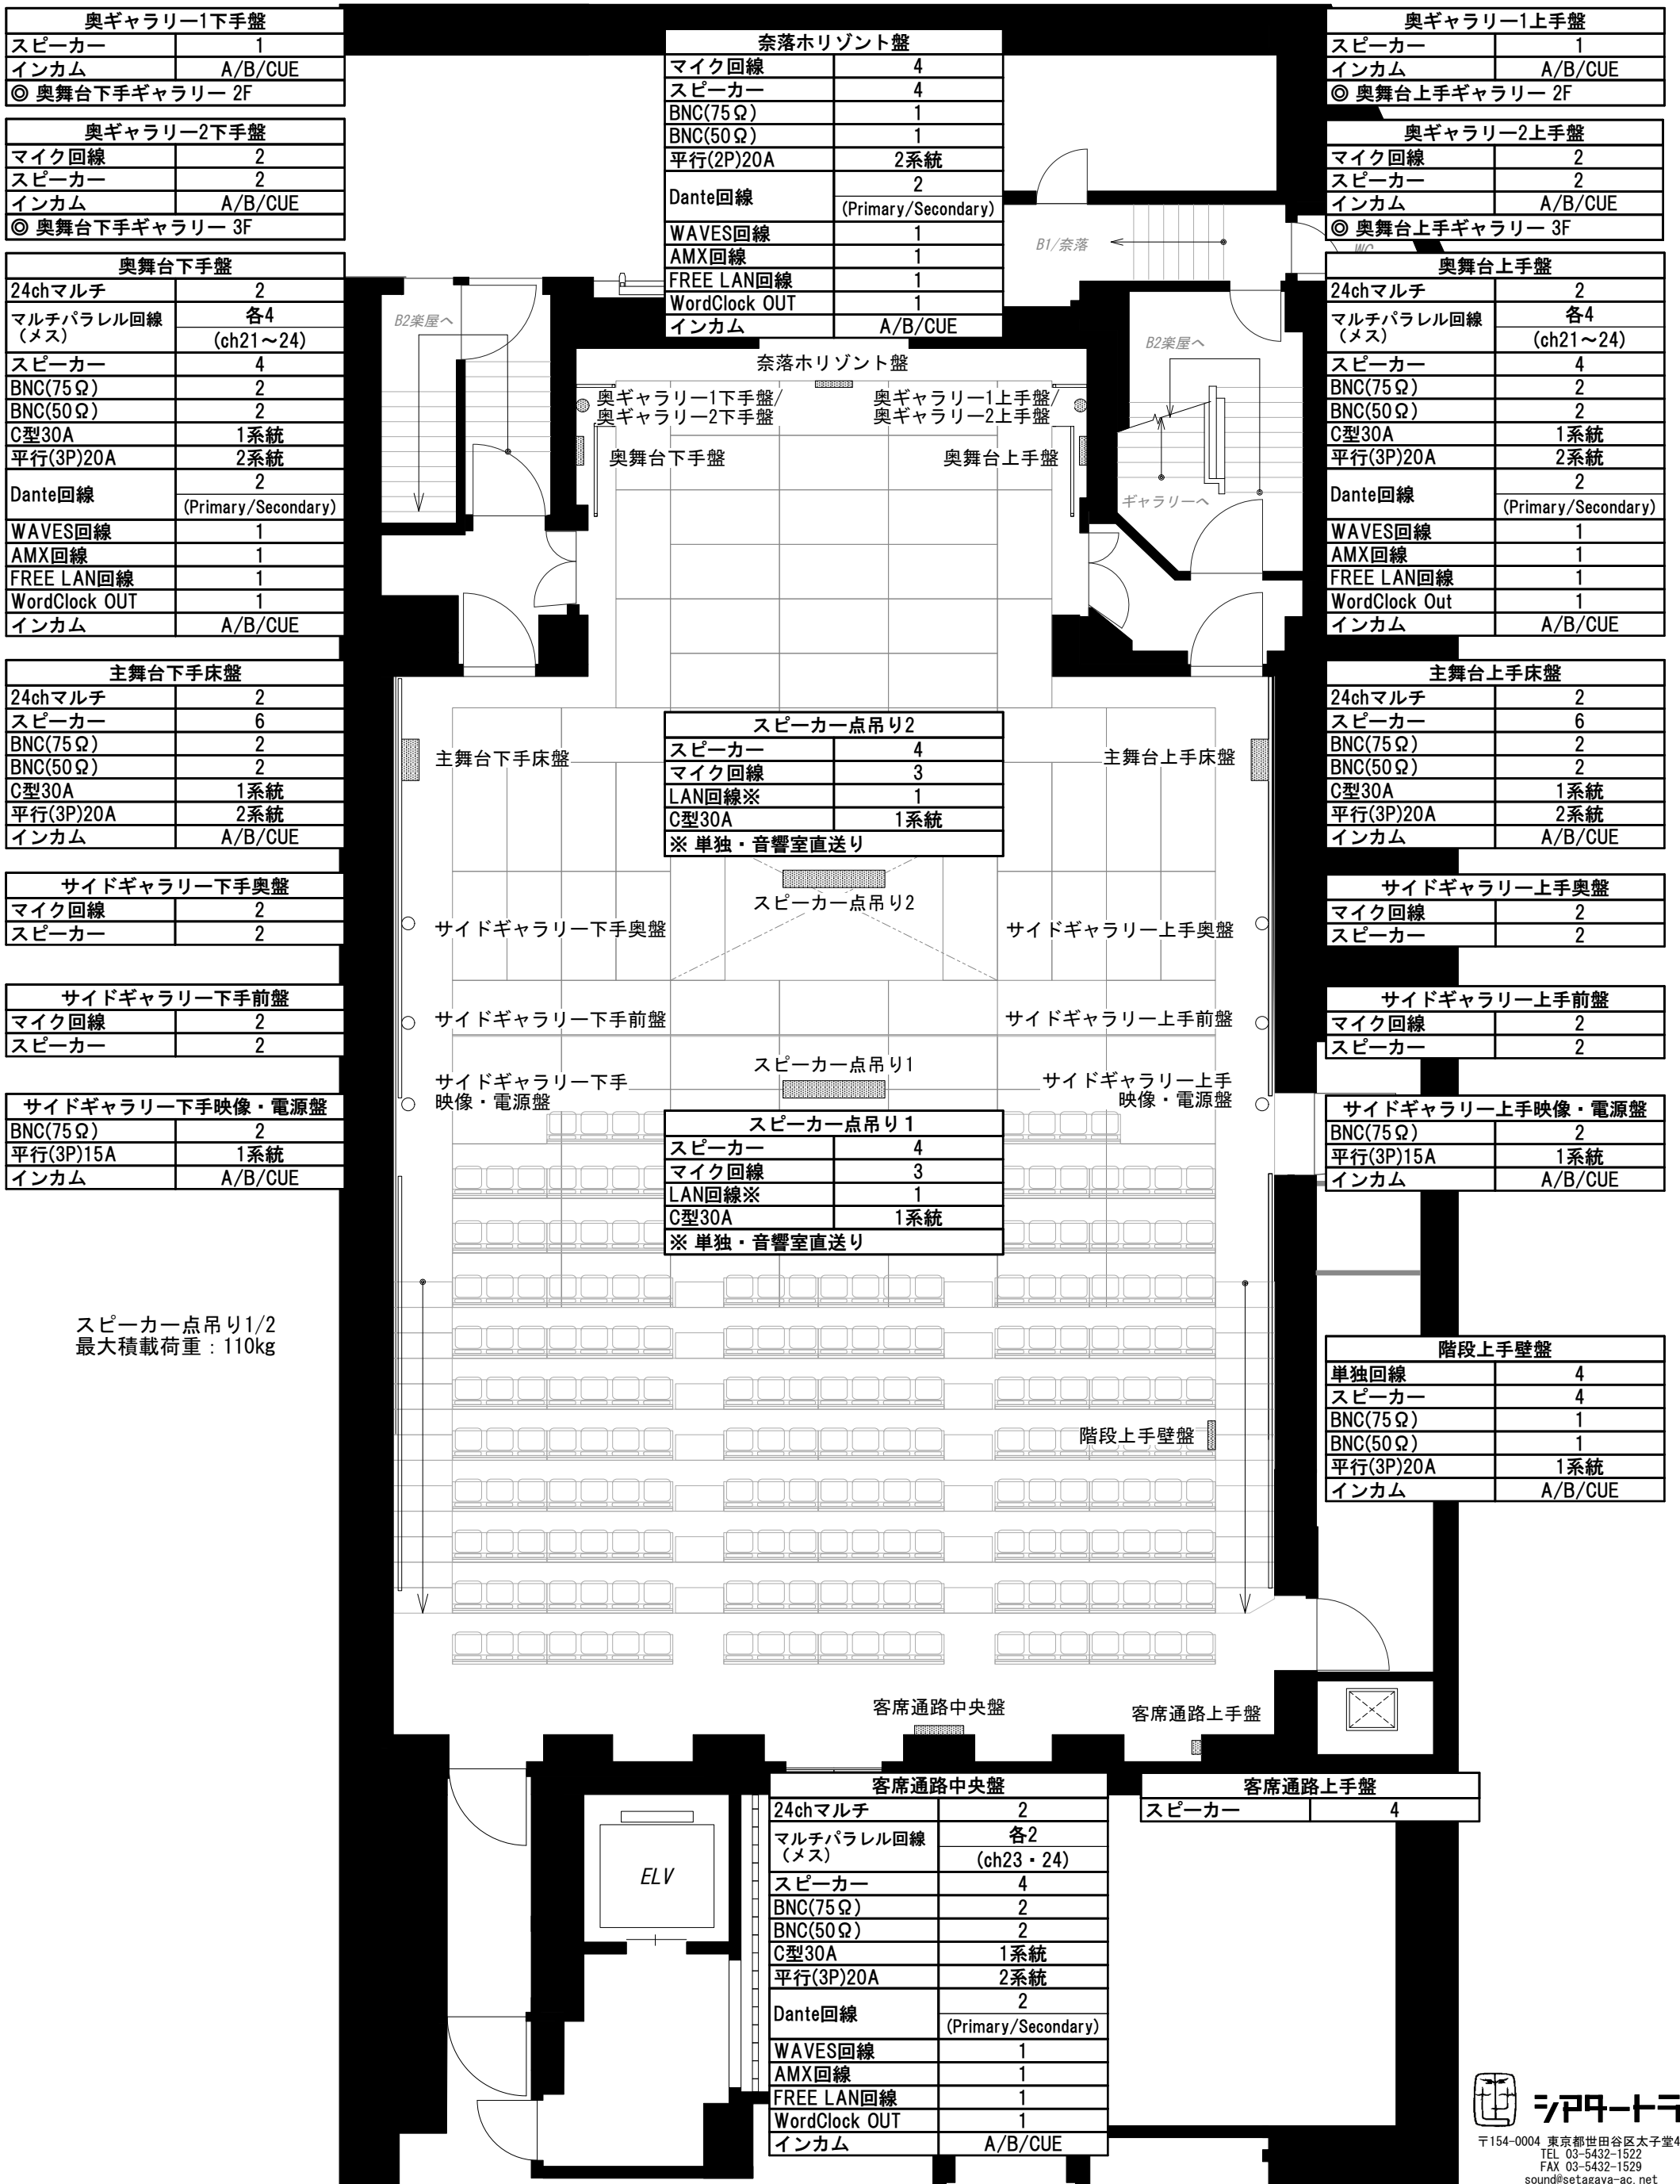 奥ギャラリー1下手盤
スピーカー 1
インカム A/B/CUE
◎ 奥舞台下手ギャラリー 2F
奥ギャラリー2下手盤
マイク回線 2
スピーカー 2
インカム A/B/CUE
◎ 奥舞台下手ギャラリー 3F
奥舞台下手盤
24chマルチ 2
マルチパラレル回線 各4
(メス) (ch21〜24)
スピーカー 4
BNC(75Ω) 2
BNC(50Ω) 2
C型30A 1系統
平行(3P)20A 2系統
Dante回線 2
(Primary/Secondary)
WAVES回線 1
AMX回線 1
FREE LAN回線 1
WordClock OUT 1
インカム A/B/CUE
主舞台下手床盤
24chマルチ 2
スピーカー 6
BNC(75Ω) 2
BNC(50Ω) 2
C型30A 1系統
平行(3P)20A 2系統
インカム A/B/CUE
サイドギャラリー下手奥盤
マイク回線 2
スピーカー 2
サイドギャラリー下手前盤
マイク回線 2
スピーカー 2
サイドギャラリー下手映像・電源盤
BNC(75Ω) 2
平行(3P)15A 1系統
インカム A/B/CUE
スピーカー点吊り1/2
最大積載荷重：110kg
奈落ホリゾント盤
マイク回線 4
スピーカー 4
BNC(75Ω) 1
BNC(50Ω) 1
平行(2P)20A 2系統
Dante回線 2
(Primary/Secondary)
WAVES回線 1
AMX回線 1
FREE LAN回線 1
WordClock OUT 1
インカム A/B/CUE
B1/奈落
WC
B2楽屋へ
B2楽屋へ
ギャラリーへ
奈落ホリゾント盤
奥ギャラリー1下手盤/
奥ギャラリー2下手盤
奥ギャラリー1上手盤/
奥ギャラリー2上手盤
奥舞台下手盤
奥舞台上手盤
主舞台下手床盤
主舞台上手床盤
スピーカー点吊り2
スピーカー 4
マイク回線 3
LAN回線※ 1
C型30A 1系統
※ 単独・音響室直送り
スピーカー点吊り2
サイドギャラリー下手奥盤
サイドギャラリー上手奥盤
サイドギャラリー下手前盤
サイドギャラリー上手前盤
スピーカー点吊り1
サイドギャラリー下手
映像・電源盤
サイドギャラリー上手
映像・電源盤
スピーカー点吊り1
スピーカー 4
マイク回線 3
LAN回線※ 1
C型30A 1系統
※ 単独・音響室直送り
階段上手壁盤
客席通路中央盤
客席通路上手盤
ELV
客席通路中央盤
24chマルチ 2
マルチパラレル回線 各2
(メス) (ch23・24)
スピーカー 4
BNC(75Ω) 2
BNC(50Ω) 2
C型30A 1系統
平行(3P)20A 2系統
Dante回線 2
(Primary/Secondary)
WAVES回線 1
AMX回線 1
FREE LAN回線 1
WordClock OUT 1
インカム A/B/CUE
客席通路上手盤
スピーカー 4
奥ギャラリー1上手盤
スピーカー 1
インカム A/B/CUE
◎ 奥舞台上手ギャラリー 2F
奥ギャラリー2上手盤
マイク回線 2
スピーカー 2
インカム A/B/CUE
◎ 奥舞台上手ギャラリー 3F
奥舞台上手盤
24chマルチ 2
マルチパラレル回線 各4
(メス) (ch21〜24)
スピーカー 4
BNC(75Ω) 2
BNC(50Ω) 2
C型30A 1系統
平行(3P)20A 2系統
Dante回線 2
(Primary/Secondary)
WAVES回線 1
AMX回線 1
FREE LAN回線 1
WordClock Out 1
インカム A/B/CUE
主舞台上手床盤
24chマルチ 2
スピーカー 6
BNC(75Ω) 2
BNC(50Ω) 2
C型30A 1系統
平行(3P)20A 2系統
インカム A/B/CUE
サイドギャラリー上手奥盤
マイク回線 2
スピーカー 2
サイドギャラリー上手前盤
マイク回線 2
スピーカー 2
サイドギャラリー上手映像・電源盤
BNC(75Ω) 2
平行(3P)15A 1系統
インカム A/B/CUE
階段上手壁盤
単独回線 4
スピーカー 4
BNC(75Ω) 1
BNC(50Ω) 1
平行(3P)20A 1系統
インカム A/B/CUE
シアタートラ
〒154-0004 東京都世田谷区太子堂4
TEL 03-5432-1522
FAX 03-5432-1529
sound@setagaya-ac.net